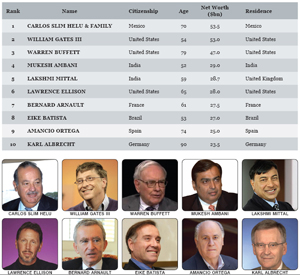 Rank Name Citizenship Age Net Worth ($bn) Residence
1 CARLOS SLIM HELU & FAMILY Mexico 70 53.5 Mexico
2 WILLIAM GATES III United States 54 53.0 United States
3 WARREN BUFFETT United States 79 47.0 United States
4 MUKESH AMBANI India 52 29.0 India
5 LAKSHMI MITTAL India 59 28.7 United Kingdom
6 LAWRENCE ELLISON United States 65 28.0 United States
7 BERNARD ARNAULT France 61 27.5 France
8 EIKE BATISTA Brazil 53 27.0 Brazil
9 AMANCIO ORTEGA Spain 74 25.0 Spain
10 KARL ALBRECHT Germany 90 23.5 Germany
CARLOS SLIM HELU WILLIAM GATES III WARREN BUFFETT MUKESH AMBANI LAKSHMI MITTAL
LAWRENCE ELLISON BERNARD ARNAULT EIKE BATISTA AMANCIO ORTEGA KARL ALBRECHT